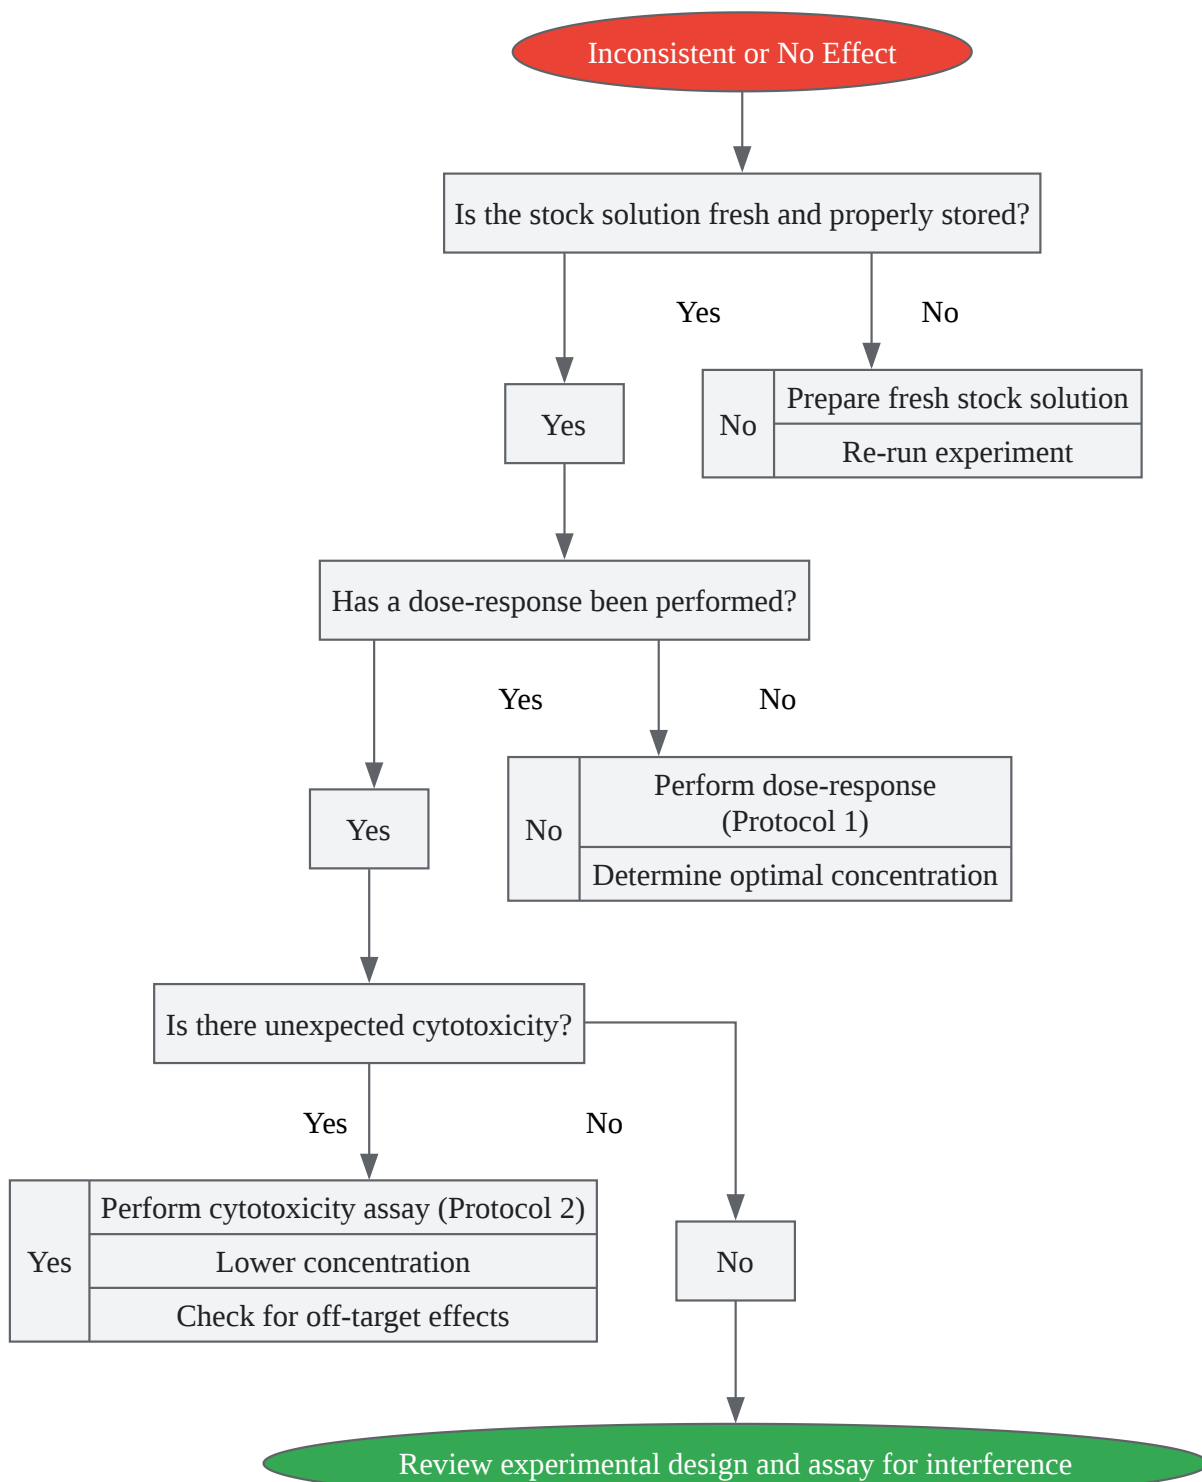 Inconsistent or No Effect
Is the stock solution fresh and properly stored?
Yes
No
Yes
No
Prepare fresh stock solution
Re-run experiment
Has a dose-response been performed?
Yes
No
Yes
No
Perform dose-response
(Protocol 1)
Determine optimal concentration
Is there unexpected cytotoxicity?
Yes
No
Yes
Perform cytotoxicity assay (Protocol 2)
Lower concentration
Check for off-target effects
No
Review experimental design and assay for interference